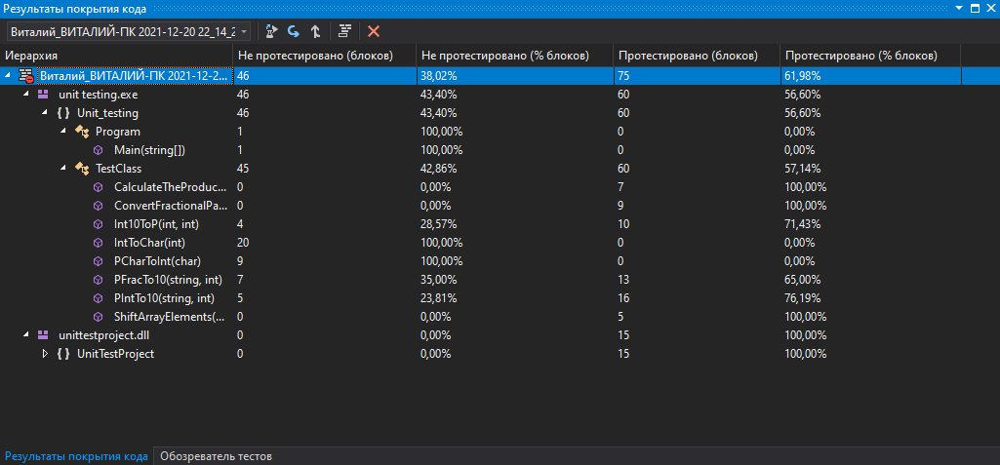 Результаты покрытия кода
Виталий_ВИТАЛИЙ-ПК 2021-12-20 22_14_2
Иерархия Не протестировано (блоков) Не протестировано (% блоков) Протестировано (блоков) Протестировано (% блоков)
Виталий_ВИТАЛИЙ-ПК 2021-12-2... 46 38,02% 75 61,98%
unit testing.exe 46 43,40% 60 56,60%
{ } Unit_testing 46 43,40% 60 56,60%
Program 1 100,00% 0 0,00%
Main(string[]) 1 100,00% 0 0,00%
TestClass 45 42,86% 60 57,14%
CalculateTheProduc... 0 0,00% 7 100,00%
ConvertFractionalPa... 0 0,00% 9 100,00%
Int10ToP(int, int) 4 28,57% 10 71,43%
IntToChar(int) 20 100,00% 0 0,00%
PCharToInt(char) 9 100,00% 0 0,00%
PFracTo10(string, int) 7 35,00% 13 65,00%
PIntTo10(string, int) 5 23,81% 16 76,19%
ShiftArrayElements(... 0 0,00% 5 100,00%
unittestproject.dll 0 0,00% 15 100,00%
{ } UnitTestProject 0 0,00% 15 100,00%
Результаты покрытия кода Обозреватель тестов